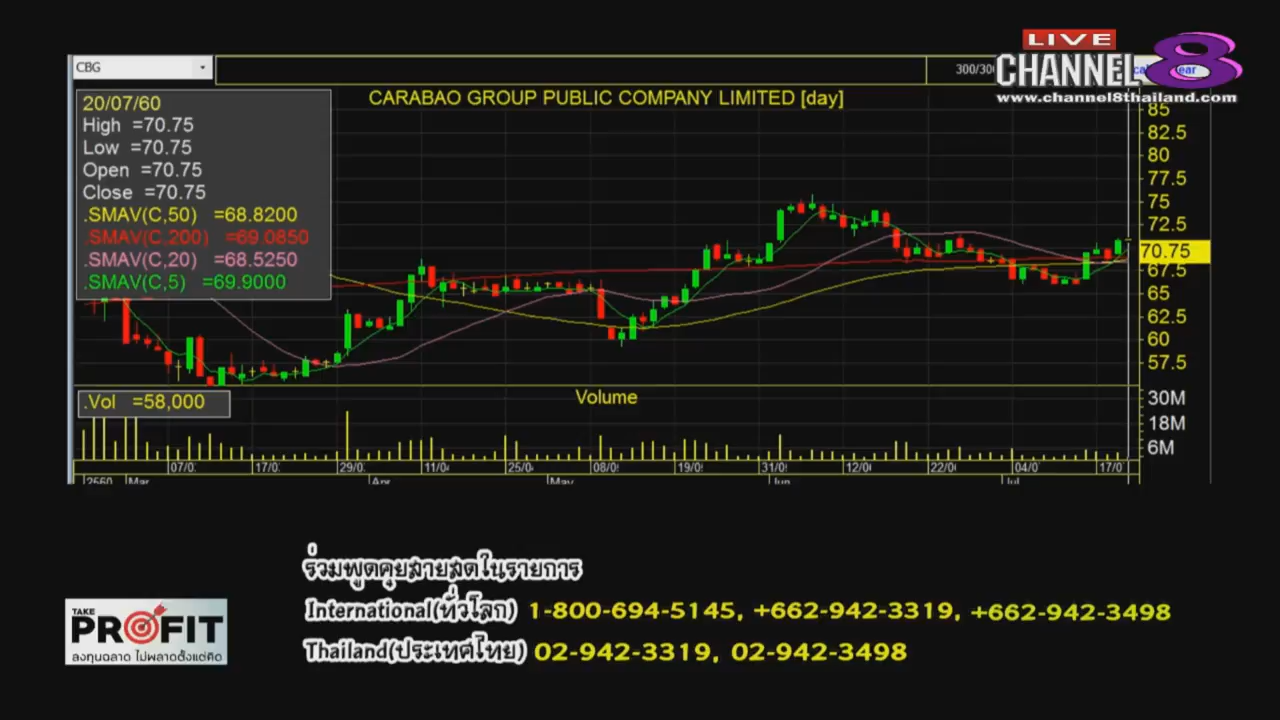 LIVE
CHANNEL 8
www.channel8thailand.com
CBG
CARABAO GROUP PUBLIC COMPANY LIMITED [day]
20/07/60
High =70.75
Low =70.75
Open =70.75
Close =70.75
.SMAV(C,50) =68.8200
.SMAV(C,200) =69.0850
.SMAV(C,20) =68.5250
.SMAV(C,5) =69.9000
85
82.5
80
77.5
75
72.5
70.75
67.5
65
62.5
60
57.5
.Vol =58,000
Volume
30M
18M
6M
07/0 17/0 29/0 11/0 25/0 08/0 19/0 31/0 12/0 22/0 04/0 17/0
2560 Mar Apr May Jun Jul
ร่วมพูดคุยสายสดในรายการ
International(ทั่วโลก) 1-800-694-5145, +662-942-3319, +662-942-3498
Thailand(ประเทศไทย) 02-942-3319, 02-942-3498
TAKE
PROFIT
ลงทุนฉลาด ไม่พลาดตั้งแต่คิด